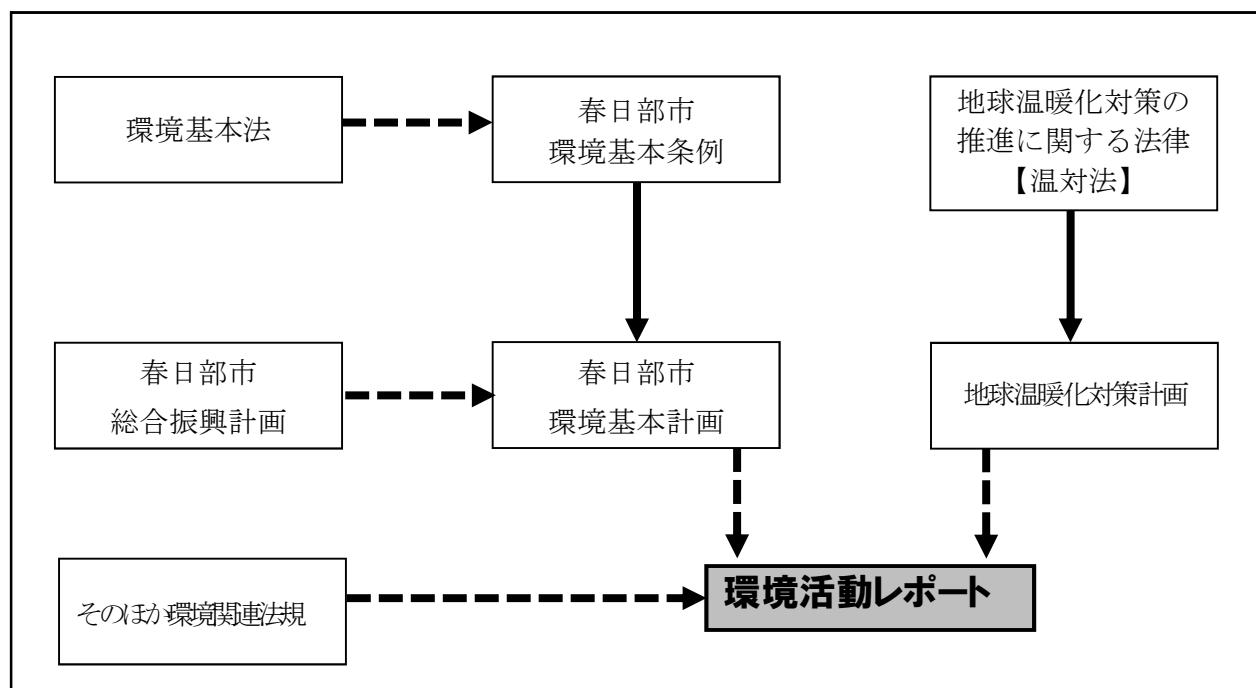 環境基本法
春日部市
環境基本条例
地球温暖化対策の
推進に関する法律
【温対法】
春日部市
総合振興計画
春日部市
環境基本計画
地球温暖化対策計画
そのほか環境関連法規
環境活動レポート